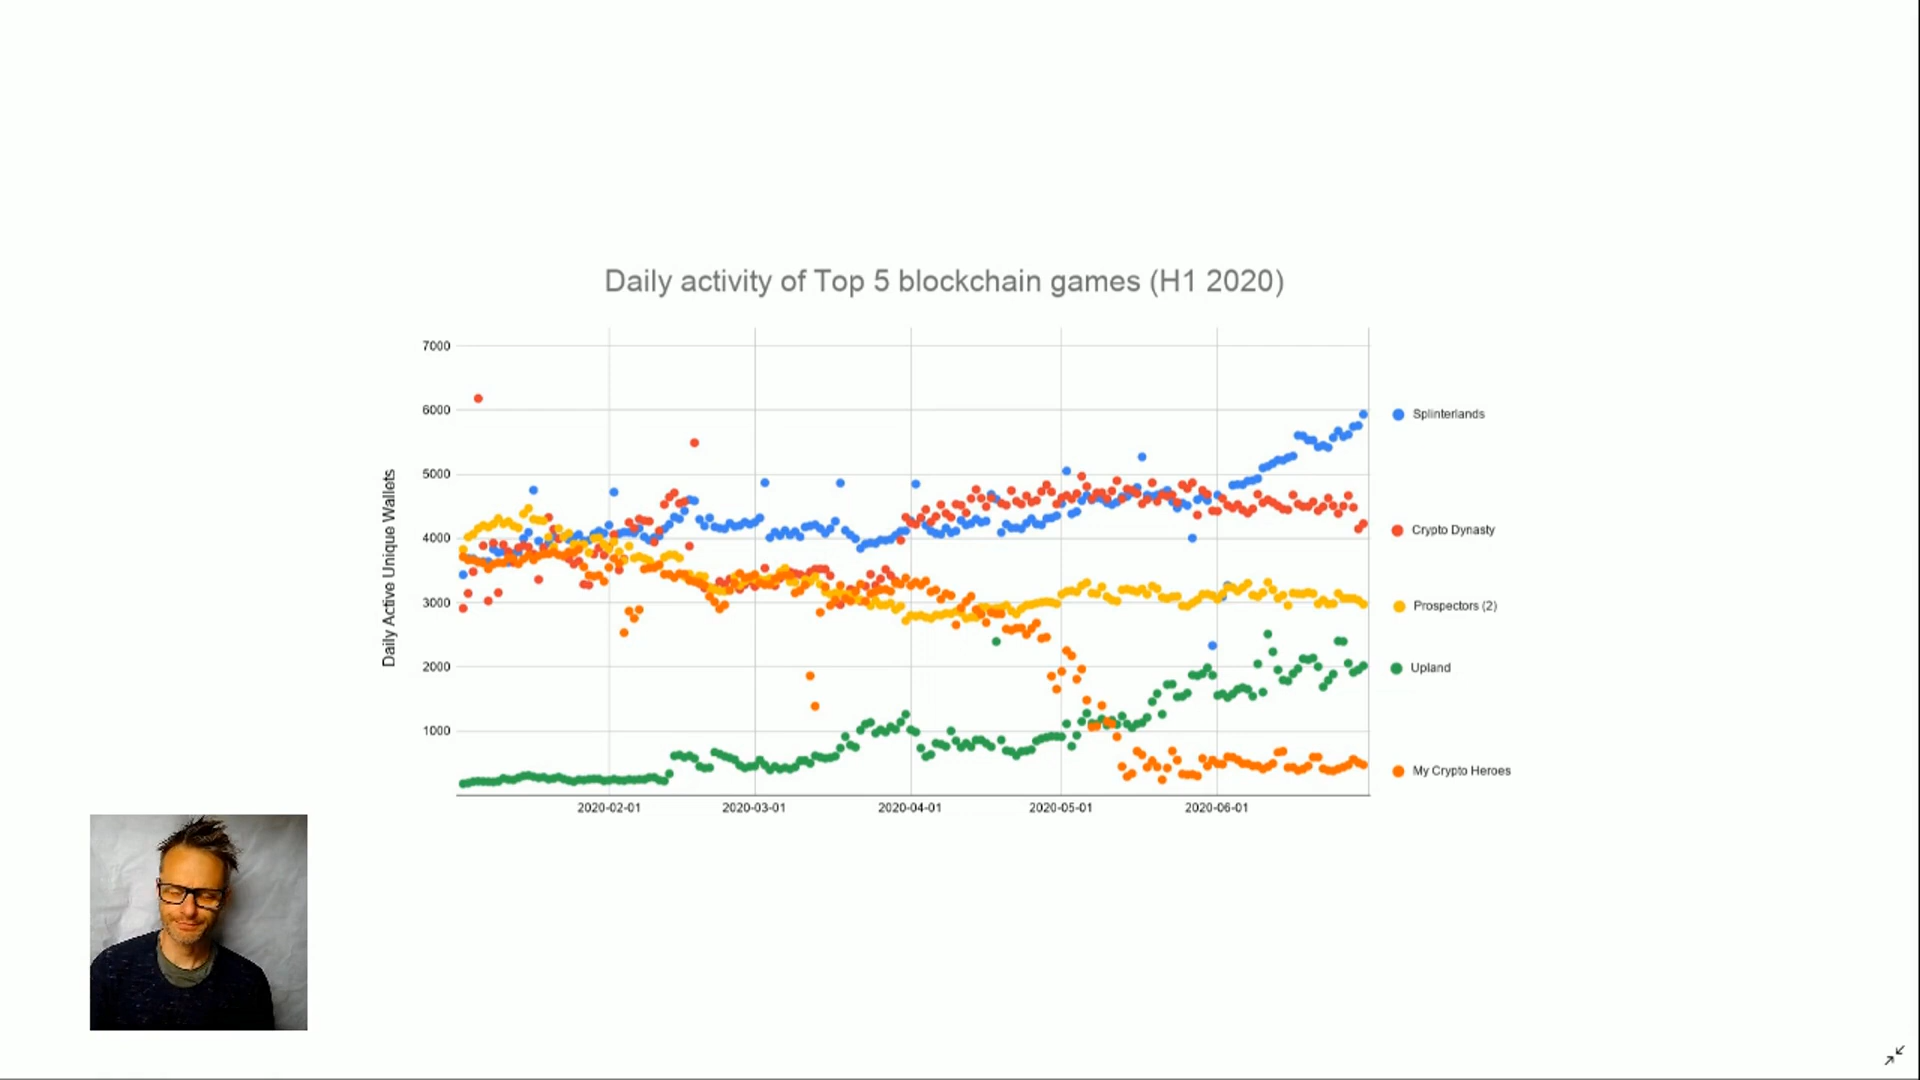 Daily activity of Top 5 blockchain games (H1 2020)
Daily Active Unique Wallets
7000
6000
5000
4000
3000
2000
1000
2020-02-01
2020-03-01
2020-04-01
2020-05-01
2020-06-01
Splinterlands
Crypto Dynasty
Prospectors (2)
Upland
My Crypto Heroes